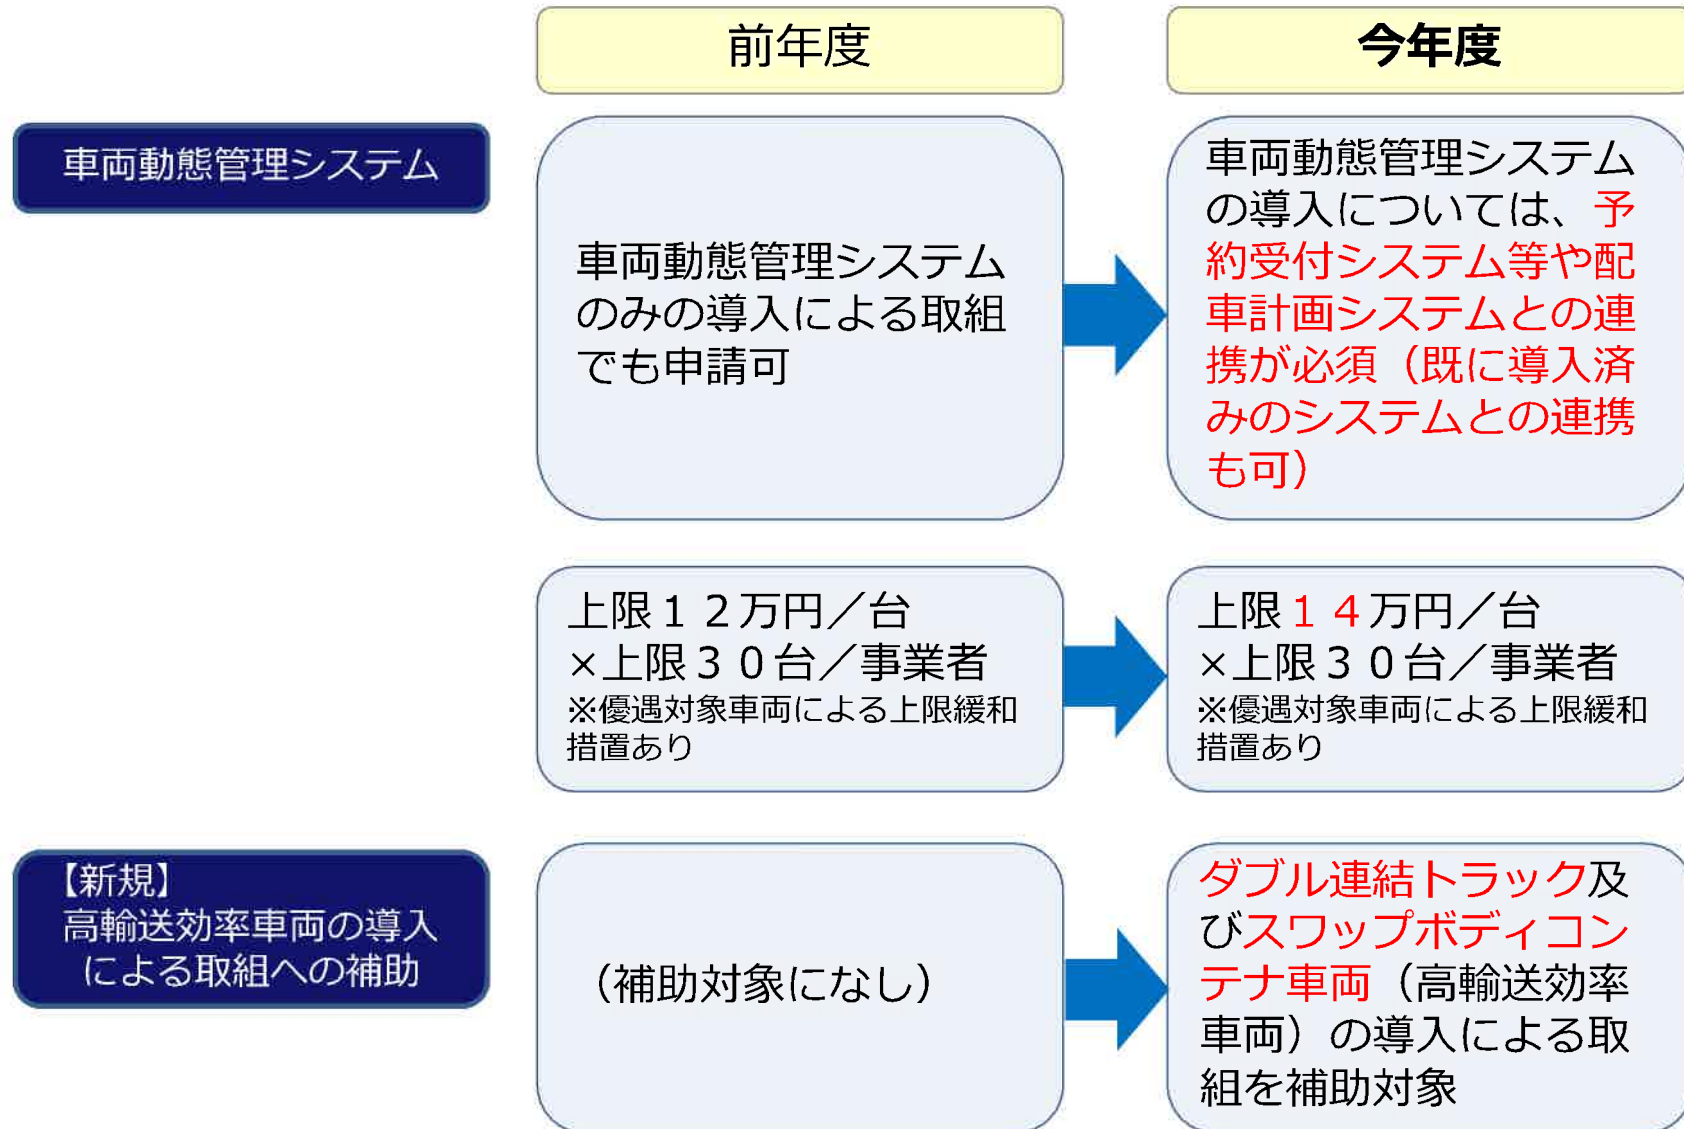 前年度
今年度
車両動態管理システム
車両動態管理システム
のみの導入による取組
でも申請可
車両動態管理システム
の導入については、予
約受付システム等や配
車計画システムとの連
携が必須（既に導入済
みのシステムとの連携
も可）
上限１２万円／台
×上限３０台／事業者
※優遇対象車両による上限緩和
措置あり
上限１４万円／台
×上限３０台／事業者
※優遇対象車両による上限緩和
措置あり
【新規】
高輸送効率車両の導入
による取組への補助
（補助対象になし）
ダブル連結トラック及
びスワップボディコン
テナ車両（高輸送効率
車両）の導入による取
組を補助対象